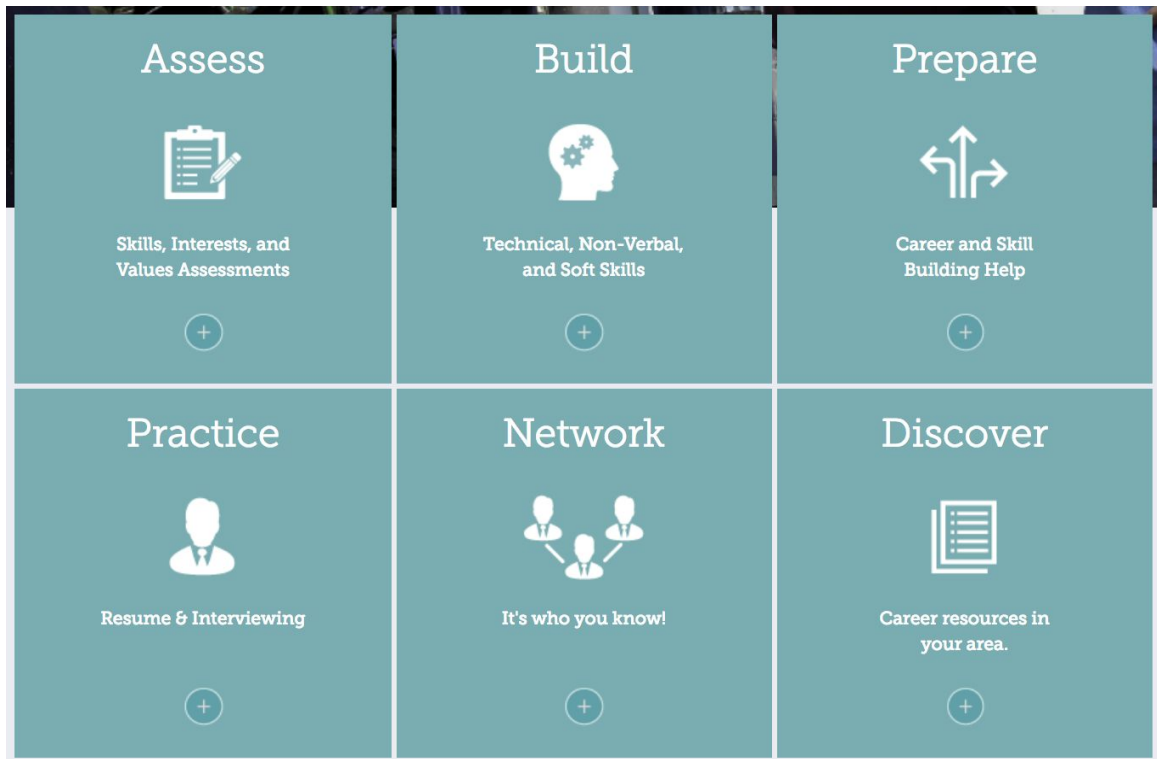 Assess
Skills, Interests, and
Values Assessments
Build
Technical, Non-Verbal,
and Soft Skills
Prepare
Career and Skill
Building Help
Practice
Resume & Interviewing
Network
It's who you know!
Discover
Career resources in
your area.